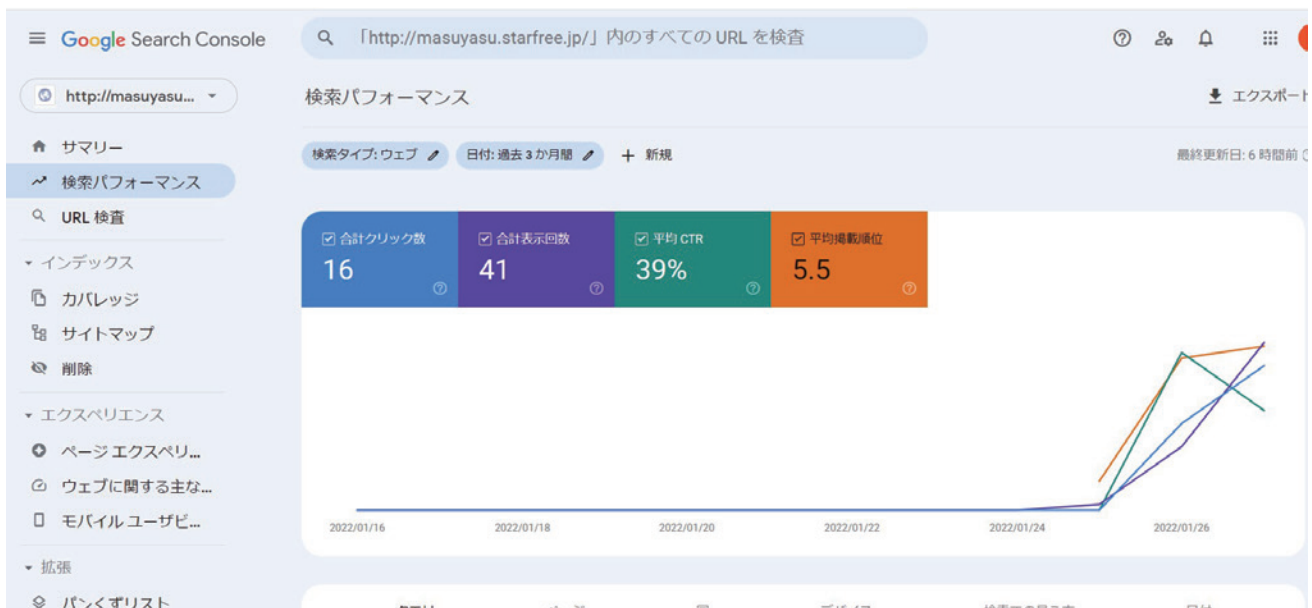 Google Search Console
「http://masuyasu.starfree.jp/」内のすべての URL を検査
http://masuyasu...
検索パフォーマンス
エクスポート
サマリー
検索パフォーマンス
URL 検査
インデックス
カバレッジ
サイトマップ
削除
エクスペリエンス
ページ エクスペリ...
ウェブに関する主な...
モバイル ユーザビ...
拡張
パンくずリスト
検索タイプ: ウェブ
日付: 過去 3 か月間
新規
最終更新日: 6 時間前
合計クリック数
16
合計表示回数
41
平均 CTR
39%
平均掲載順位
5.5
2022/01/16
2022/01/18
2022/01/20
2022/01/22
2022/01/24
2022/01/26